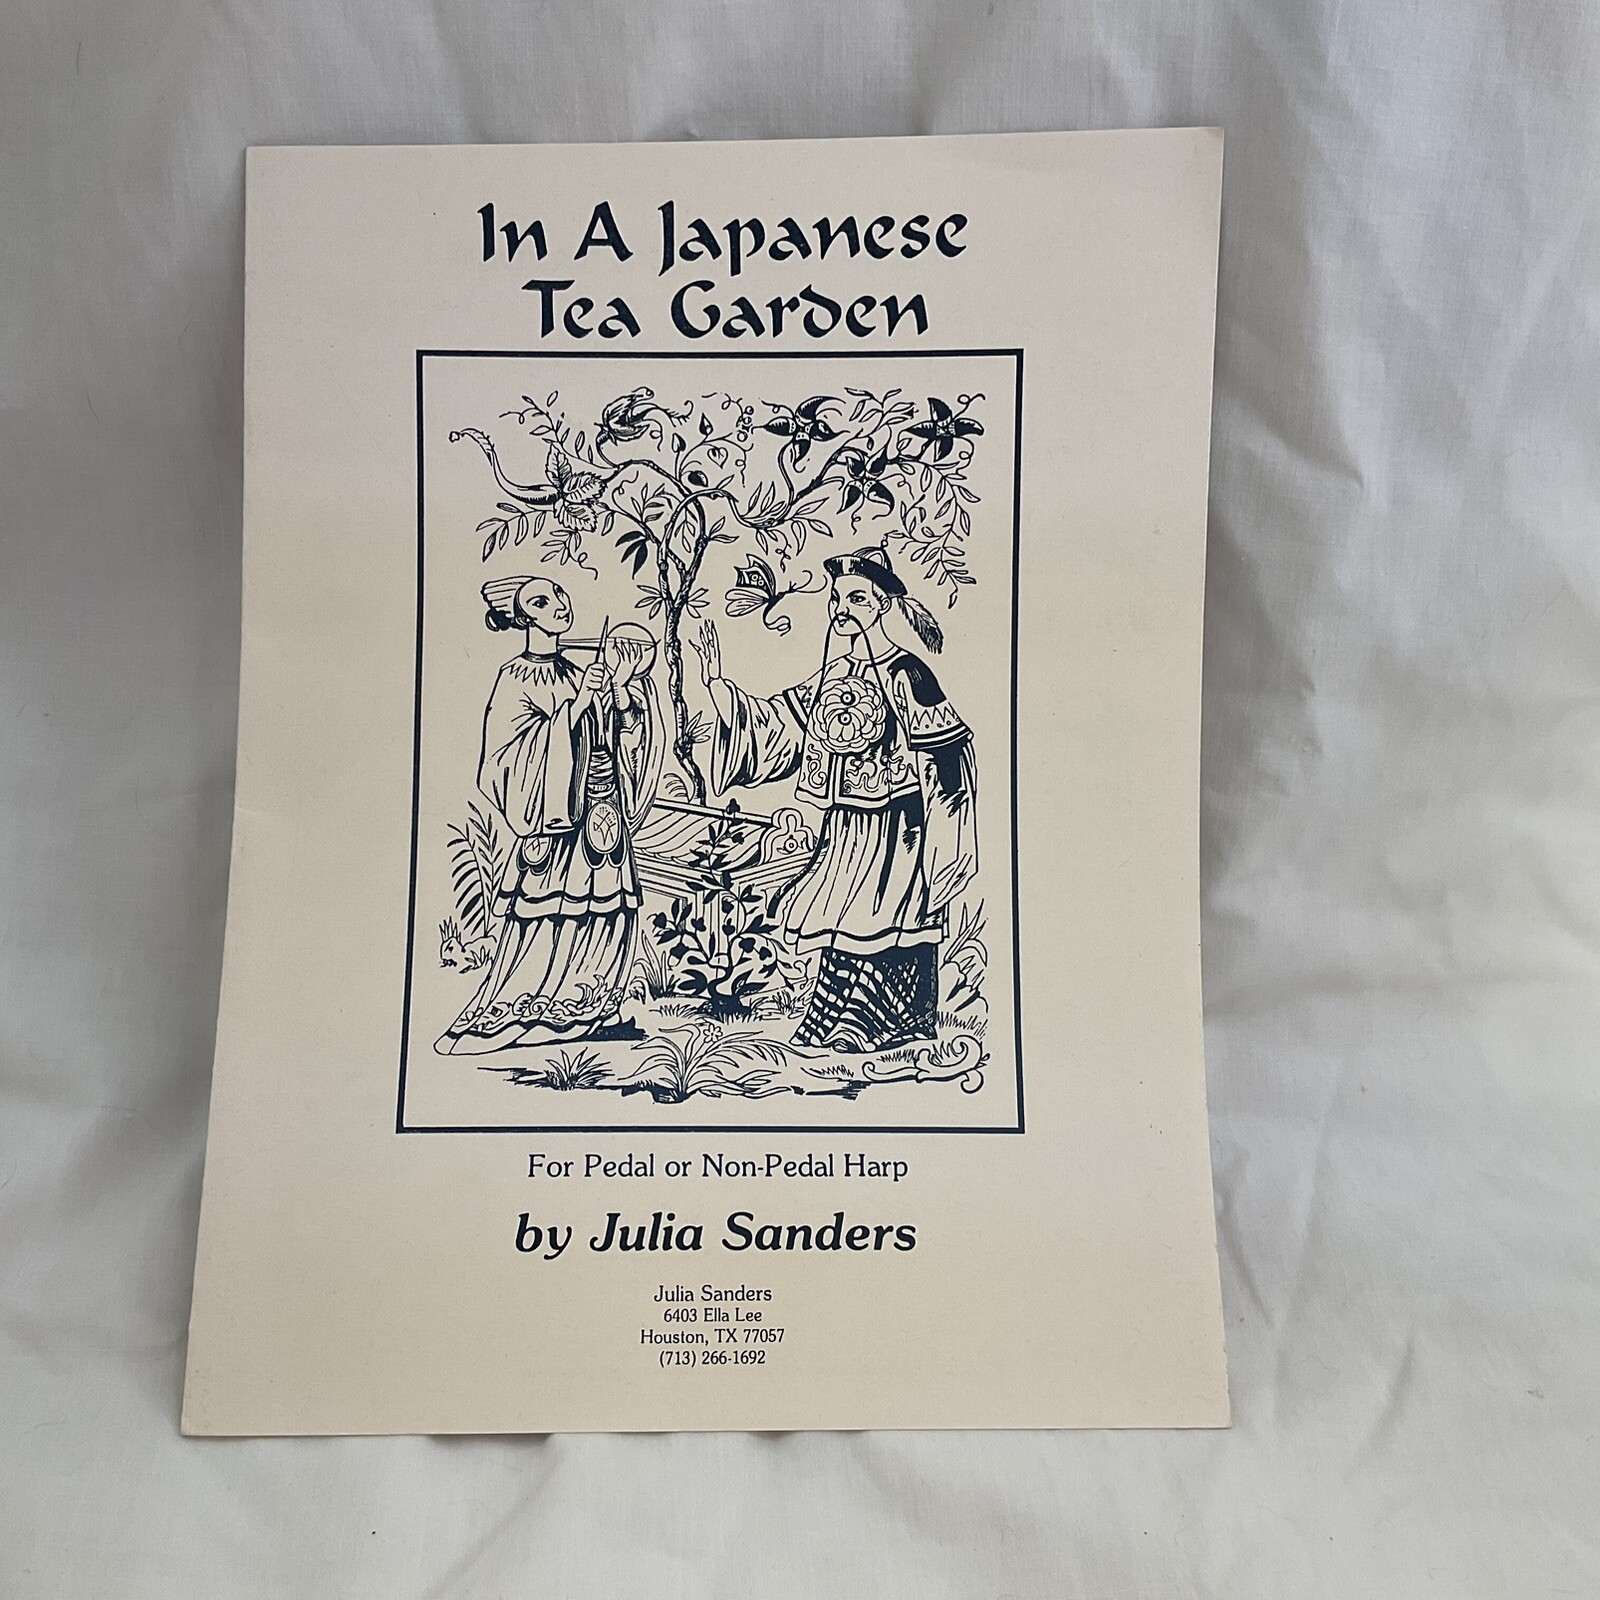 In A Japanese
Tea Garden
For Pedal or Non-Pedal Harp
by Julia Sanders
Julia Sanders
6403 Ella Lee
Houston, TX 77057
(713) 266-1692